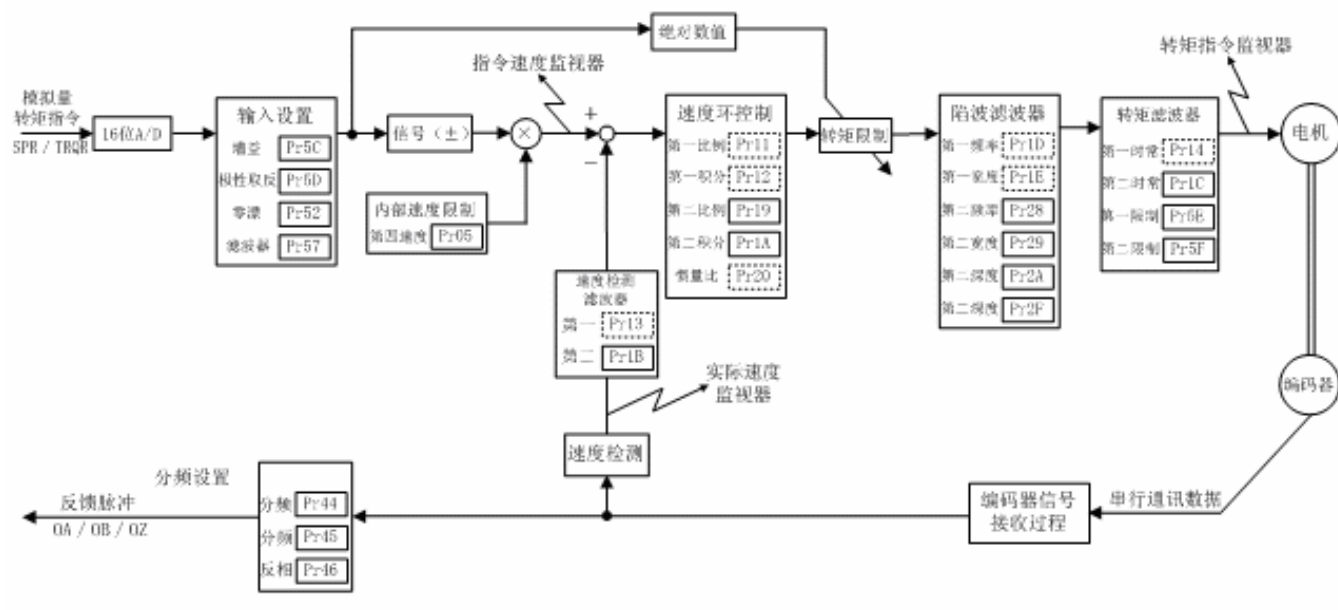 绝对数值
转矩指令监视器
指令速度监视器
模拟量
转矩指令
SPR / TRQR
16位A/D
输入设置
增益 Pr5C
极性取反 Pr5D
零漂 Pr52
滤波器 Pr57
信号（±）
×
+
−
内部速度限制
第四速度 Pr05
速度环控制
第一比例 Pr11
第一积分 Pr12
第二比例 Pr19
第二积分 Pr1A
惯量比 Pr20
转矩限制
陷波滤波器
第一频率 Pr1D
第一宽度 Pr1E
第二频率 Pr28
第二宽度 Pr29
第二深度 Pr2A
第二深度 Pr2F
转矩滤波器
第一时常 Pr14
第二时常 Pr1C
第一限制 Pr5E
第二限制 Pr5F
电机
速度检测
滤波器
第一 Pr13
第二 Pr1B
实际速度
监视器
编码器
速度检测
分频设置
反馈脉冲
OA / OB / OZ
分频 Pr44
分频 Pr45
反相 Pr46
编码器信号
接收过程
串行通讯数据